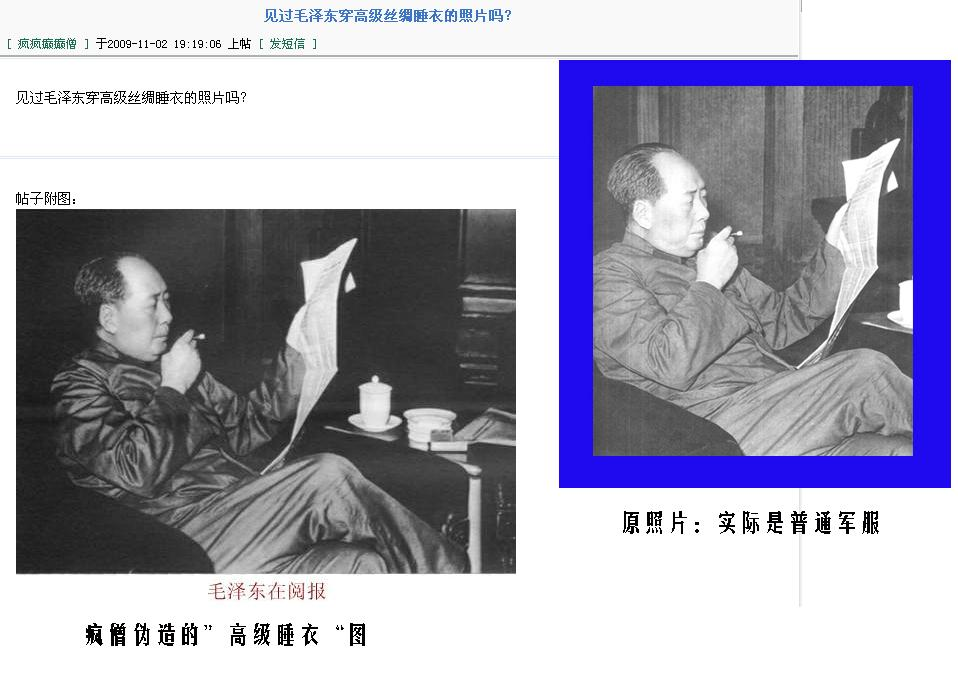 见过毛泽东穿高级丝绸睡衣的照片吗?
[ 疯疯癫癫僧 ] 于2009-11-02 19:19:06 上帖 [ 发短信 ]
见过毛泽东穿高级丝绸睡衣的照片吗?
帖子附图:
毛泽东在阅报
疯僧伪造的”高级睡衣“图
原照片：实际是普通军服